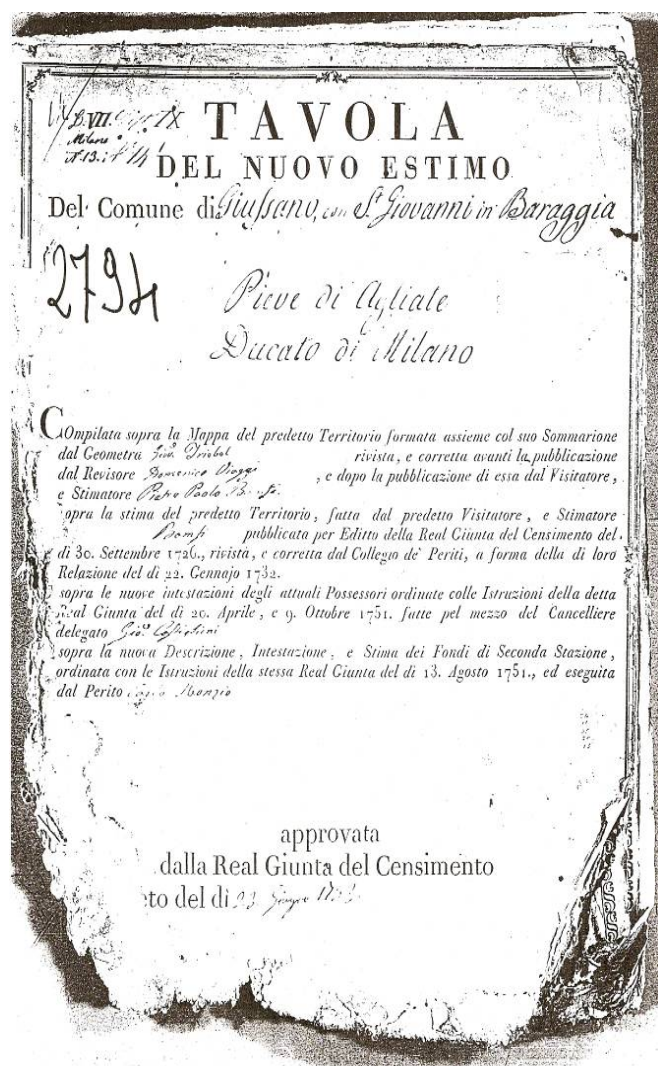 TAVOLA
Milano
DEL NUOVO ESTIMO
Del Comune di Giussano, con S.t Giovanni in Baraggia
2794
Pieve di Agliate
Ducato di Milano
COmpilata sopra la Mappa del predetto Territorio formata assieme col suo Sommarione
dal Geometra Gio. rivista, e corretta avanti la pubblicazione
dal Revisore Domenico , e dopo la pubblicazione di essa dal Visitatore,
e Stimatore Pietro Paolo
sopra la stima del predetto Territorio, fatta dal predetto Visitatore, e Stimatore
pubblicata per Editto della Real Giunta del Censimento del
di 30. Settembre 1726., rivista, e corretta dal Collegio de' Periti, a forma della di loro
Relazione del dì 22. Gennajo 1732.
sopra le nuove intestazioni degli attuali Possessori ordinate colle Istruzioni della detta
Real Giunta del dì 20. Aprile, e 9. Ottobre 1751. fatte pel mezzo del Cancelliere
delegato Gio.
sopra la nuova Descrizione, Intestazione, e Stima dei Fondi di Seconda Stazione,
ordinata con le Istruzioni della stessa Real Giunta del dì 13. Agosto 1751., ed eseguita
dal Perito
approvata
dalla Real Giunta del Censimento
to del dì 23